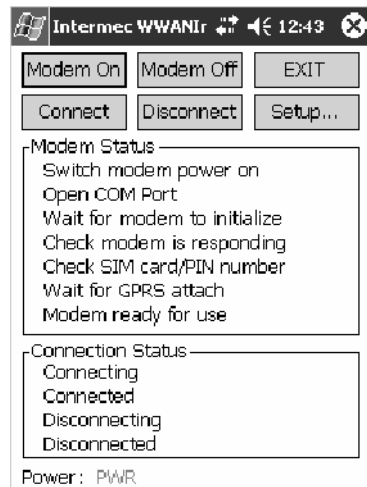 Intermec WWANIr 12:43
Modem On Modem Off EXIT
Connect Disconnect Setup...
Modem Status
Switch modem power on
Open COM Port
Wait for modem to initialize
Check modem is responding
Check SIM card/PIN number
Wait for GPRS attach
Modem ready for use
Connection Status
Connecting
Connected
Disconnecting
Disconnected
Power: PWR